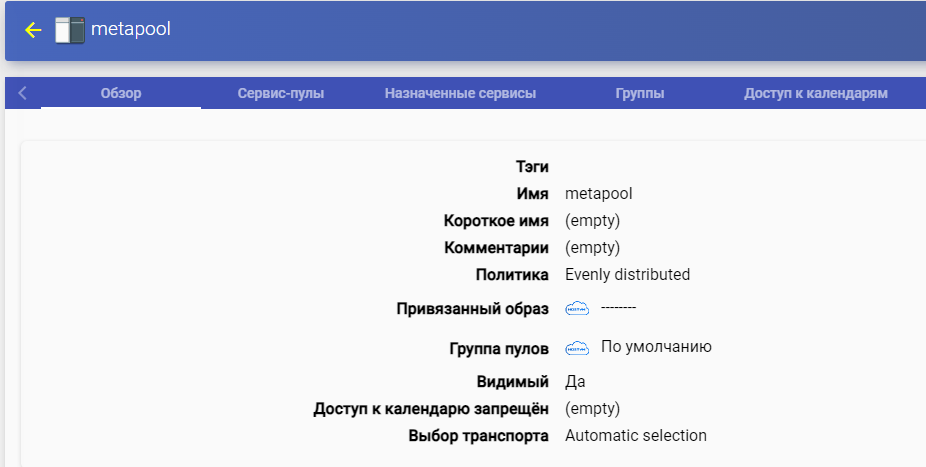 metapool
Обзор Сервис-пулы Назначенные сервисы Группы Доступ к календарям
Тэги
Имя metapool
Короткое имя (empty)
Комментарии (empty)
Политика Evenly distributed
Привязанный образ --------
Группа пулов По умолчанию
Видимый Да
Доступ к календарю запрещён (empty)
Выбор транспорта Automatic selection